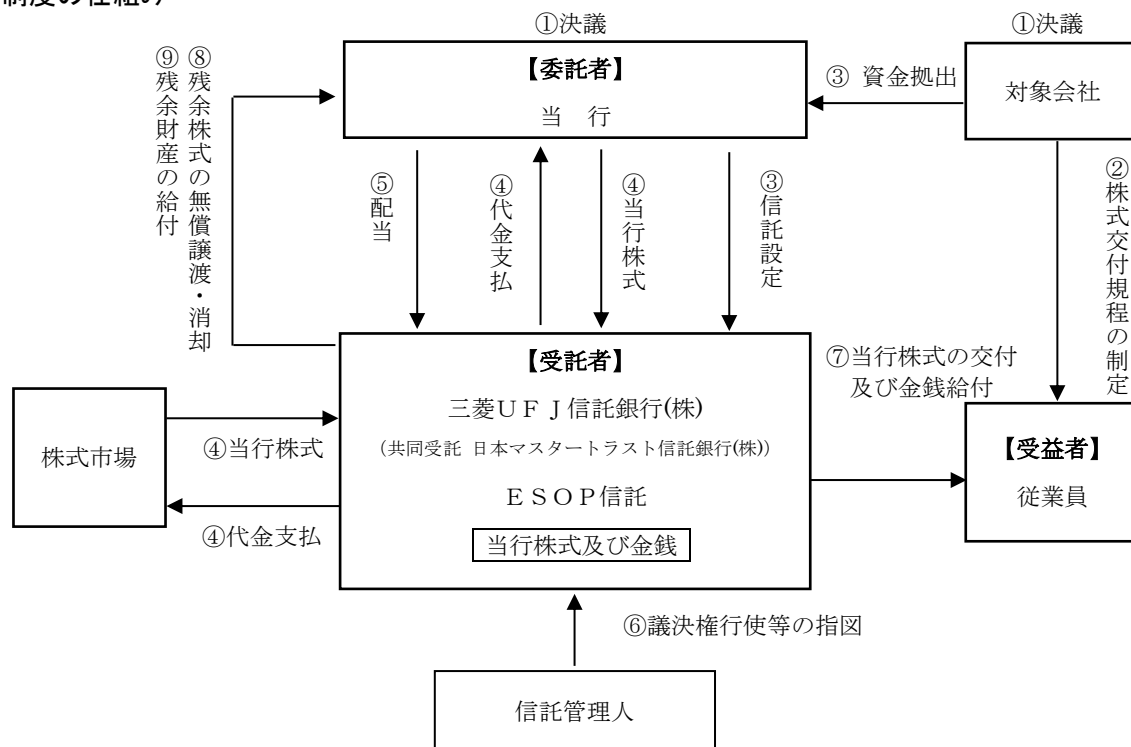 制度の仕組み
①決議
①決議
【委託者】
当 行
③ 資金拠出
対象会社
⑨残余財産の給付
⑧残余株式の無償譲渡・消却
⑤配当
④代金支払
④当行株式
③信託設定
②株式交付規程の制定
【受託者】
三菱UFJ信託銀行(株)
(共同受託 日本マスタートラスト信託銀行(株))
ESOP信託
当行株式及び金銭
⑦当行株式の交付
及び金銭給付
株式市場
④当行株式
④代金支払
【受益者】
従業員
⑥議決権行使等の指図
信託管理人